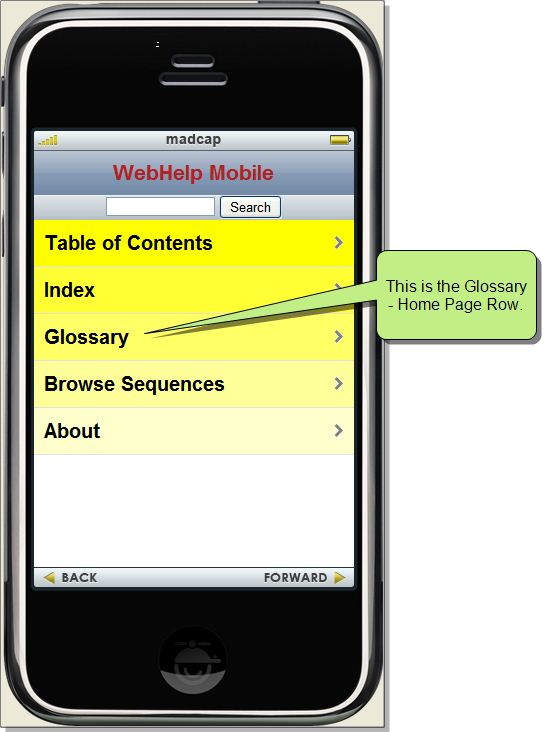 madcap
WebHelp Mobile
Search
Table of Contents
Index
This is the Glossary
- Home Page Row.
Glossary
Browse Sequences
About
BACK
FORWARD